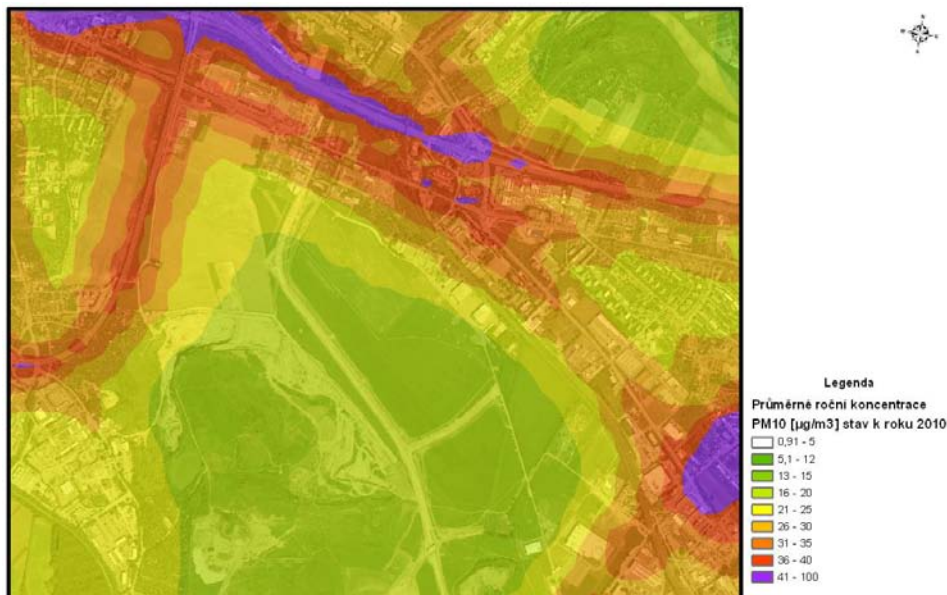 Legenda
Průměrné roční koncentrace
PM10 [µg/m3] stav k roku 2010
0,91 - 5
5,1 - 12
13 - 15
16 - 20
21 - 25
26 - 30
31 - 35
36 - 40
41 - 100